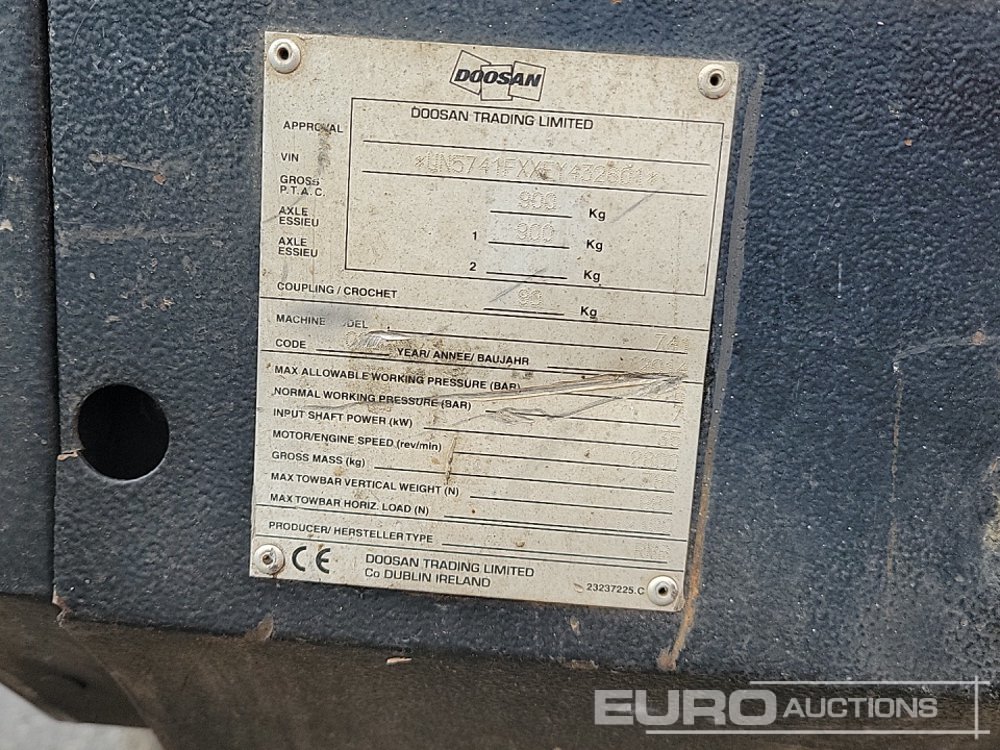 DOOSAN
DOOSAN TRADING LIMITED
APPROVAL
VIN
GROSS 900 Kg
P.T.A.C.
AXLE 1 900 Kg
ESSIEU
AXLE 2 Kg
ESSIEU
COUPLING / CROCHET 90 Kg
MACHINE
CODE YEAR/ ANNEE/ BAUJAHR
MAX ALLOWABLE WORKING PRESSURE (BAR)
NORMAL WORKING PRESSURE (BAR) 7
INPUT SHAFT POWER (kW)
MOTOR/ENGINE SPEED (rev/min)
GROSS MASS (kg)
MAX TOWBAR VERTICAL WEIGHT (N)
MAX TOWBAR HORIZ. LOAD (N)
PRODUCER/ HERSTELLER TYPE
CE DOOSAN TRADING LIMITED
Co DUBLIN IRELAND 23237225.C
EURO AUCTIONS